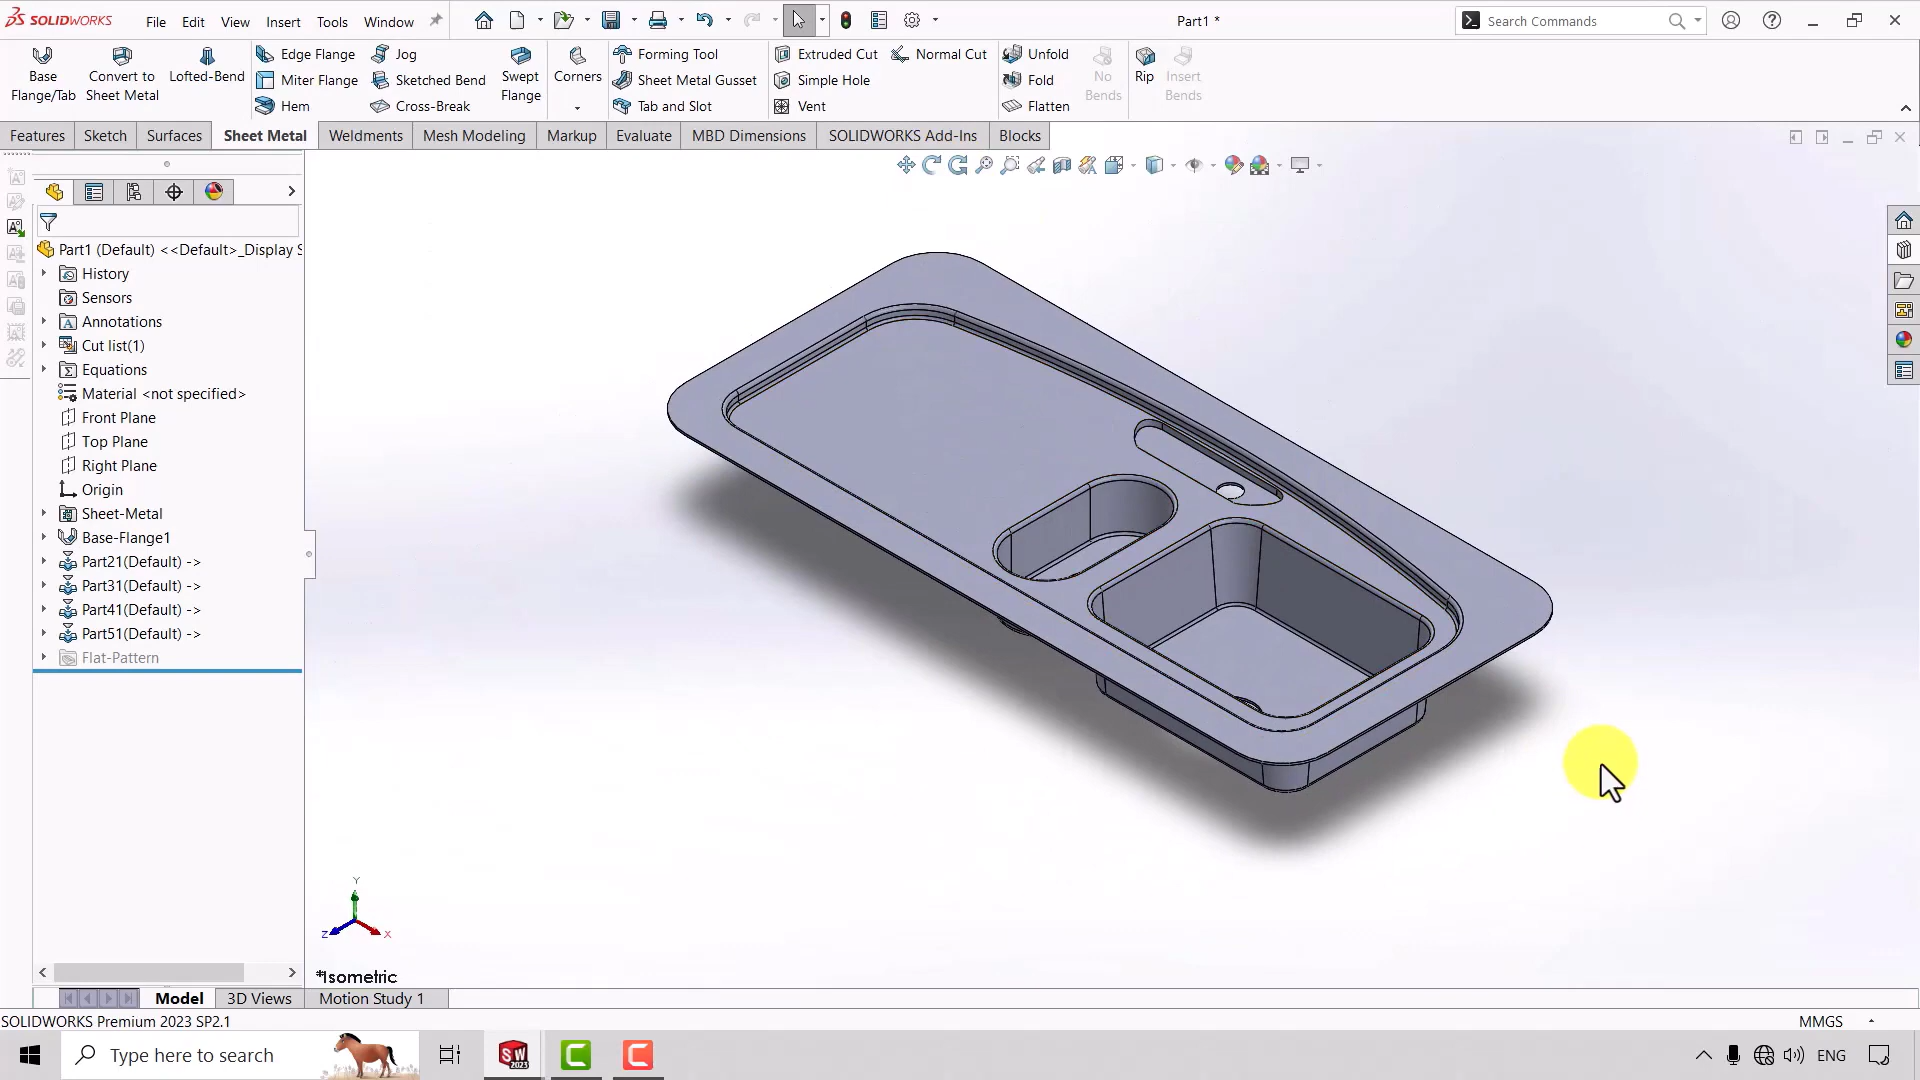 SOLIDWORKS File Edit View Insert Tools Window Part1 * Search Commands
Base Flange/Tab
Convert to Sheet Metal
Lofted-Bend
Edge Flange
Miter Flange
Hem
Jog
Sketched Bend
Cross-Break
Swept Flange
Corners
Forming Tool
Sheet Metal Gusset
Tab and Slot
Extruded Cut
Simple Hole
Vent
Normal Cut
Unfold
Fold
Flatten
No Bends
Rip
Insert Bends
Features Sketch Surfaces Sheet Metal Weldments Mesh Modeling Markup Evaluate MBD Dimensions SOLIDWORKS Add-Ins Blocks
Part1 (Default) <<Default>_Display S
History
Sensors
Annotations
Cut list(1)
Equations
Material <not specified>
Front Plane
Top Plane
Right Plane
Origin
Sheet-Metal
Base-Flange1
Part21(Default) ->
Part31(Default) ->
Part41(Default) ->
Part51(Default) ->
Flat-Pattern
Y
Z
X
*Isometric
Model 3D Views Motion Study 1
SOLIDWORKS Premium 2023 SP2.1 MMGS
Type here to search ENG